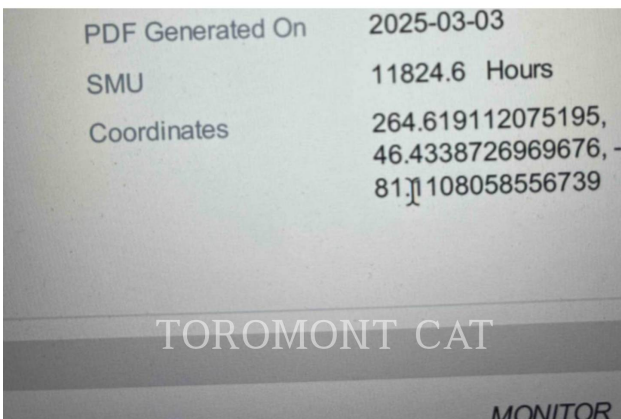 PDF Generated On 2025-03-03
SMU 11824.6 Hours
Coordinates 264.619112075195,
46.4338726969676, -
81.1108058556739
TOROMONT CAT
MONITOR